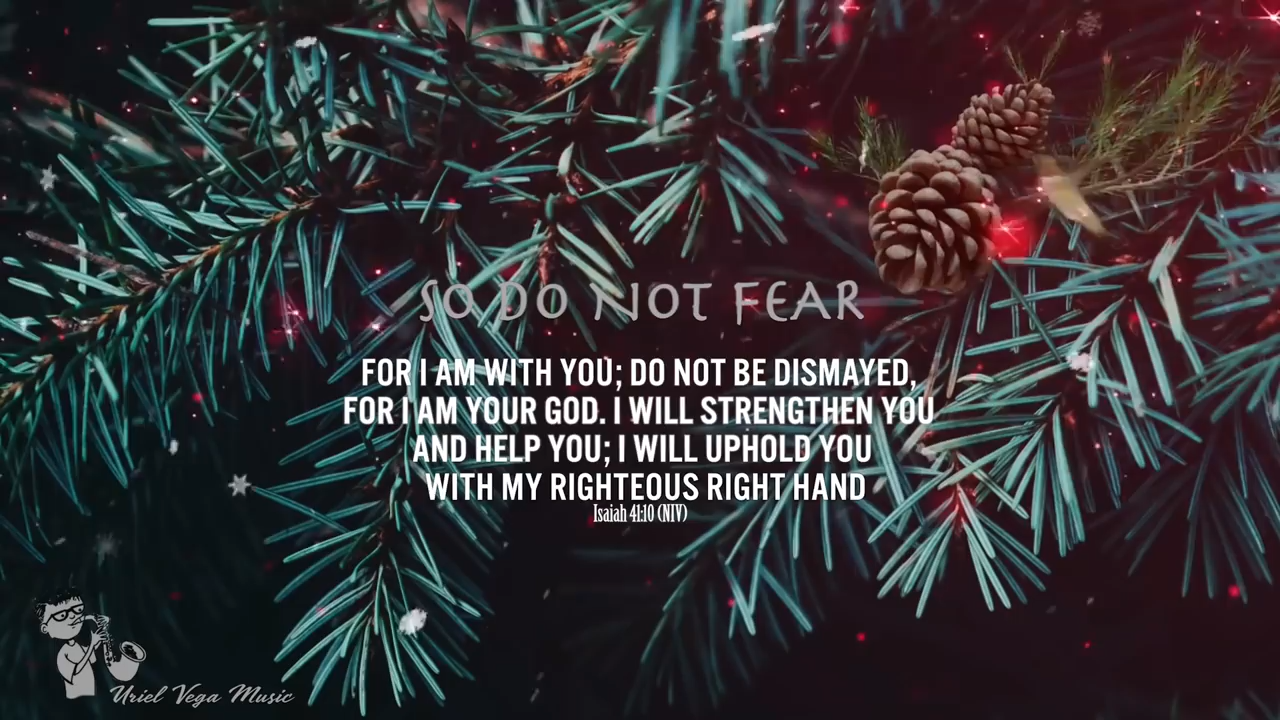 SO DO NOT FEAR
FOR I AM WITH YOU; DO NOT BE DISMAYED,
FOR I AM YOUR GOD. I WILL STRENGTHEN YOU
AND HELP YOU; I WILL UPHOLD YOU
WITH MY RIGHTEOUS RIGHT HAND
Isaiah 41:10 (NIV)
Uriel Vega Music